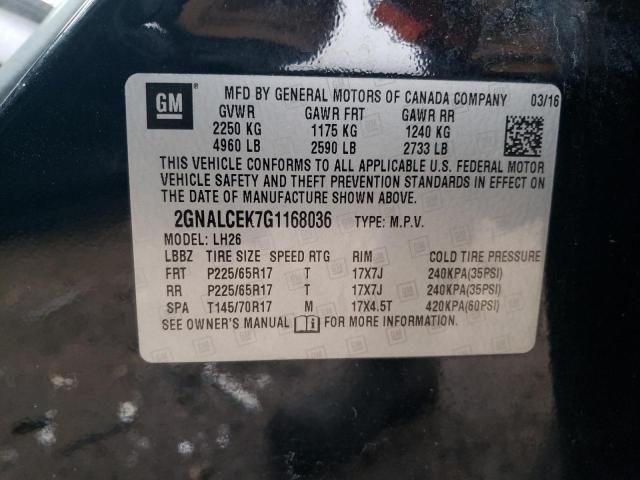 GM
MFD BY GENERAL MOTORS OF CANADA COMPANY 03/16
GVWR GAWR FRT GAWR RR
2250 KG 1175 KG 1240 KG
4960 LB 2590 LB 2733 LB
THIS VEHICLE CONFORMS TO ALL APPLICABLE U.S. FEDERAL MOTOR
VEHICLE SAFETY AND THEFT PREVENTION STANDARDS IN EFFECT ON
THE DATE OF MANUFACTURE SHOWN ABOVE.
2GNALCEK7G1168036 TYPE: M.P.V.
MODEL: LH26
LBBZ TIRE SIZE SPEED RTG RIM COLD TIRE PRESSURE
FRT P225/65R17 T 17X7J 240KPA(35PSI)
RR P225/65R17 T 17X7J 240KPA(35PSI)
SPA T145/70R17 M 17X4.5T 420KPA(60PSI)
SEE OWNER'S MANUAL FOR MORE INFORMATION